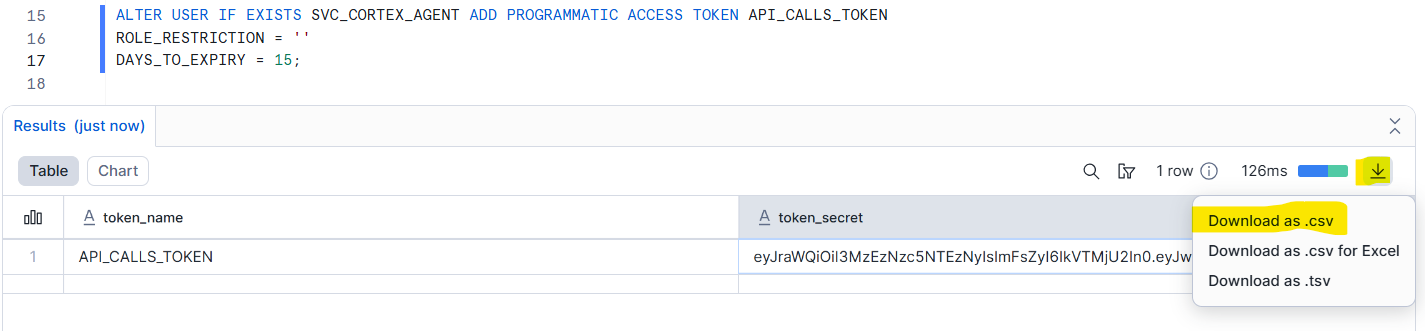 15 ALTER USER IF EXISTS SVC_CORTEX_AGENT ADD PROGRAMMATIC ACCESS TOKEN API_CALLS_TOKEN
16 ROLE_RESTRICTION = ''
17 DAYS_TO_EXPIRY = 15;
18
Results (just now)
Table Chart 1 row 126ms
A token_name A token_secret
Download as .csv
1 API_CALLS_TOKEN eyJraWQiOiI3MzEzNzc5NTEzNyIsImFsZyI6IkVTMjU2In0.eyJw
Download as .csv for Excel
Download as .tsv